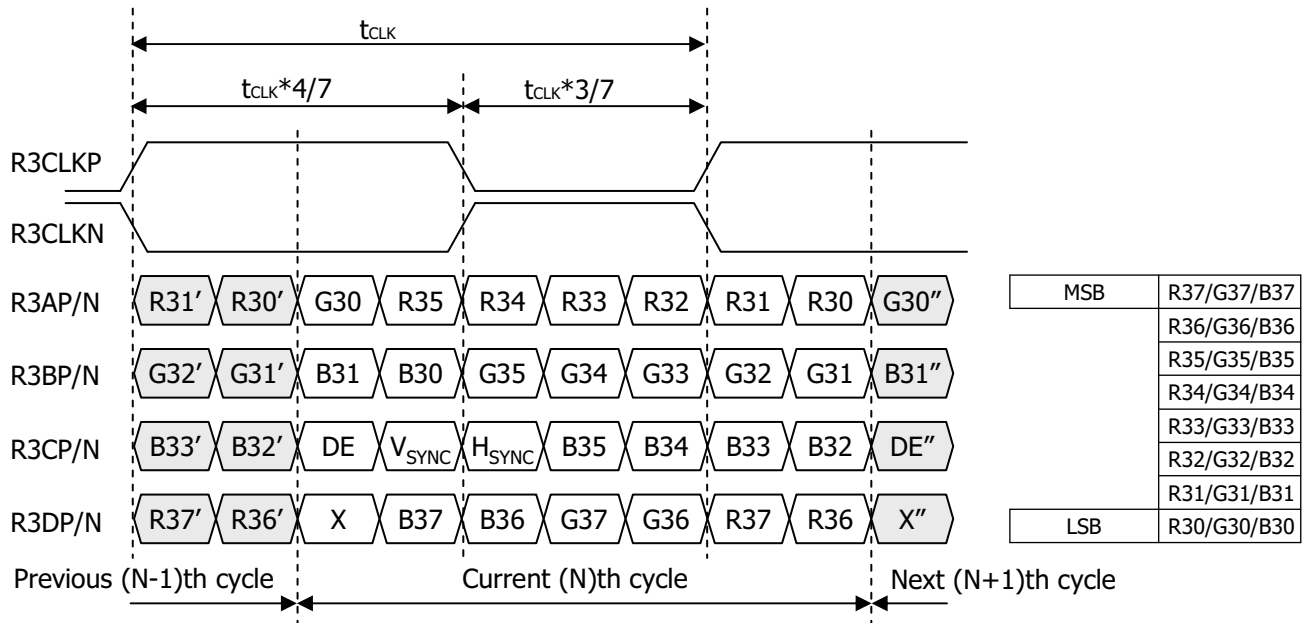 tCLK
tCLK*4/7 tCLK*3/7
R3CLKP
R3CLKN
R3AP/N R31′ R30′ G30 R35 R34 R33 R32 R31 R30 G30″
R3BP/N G32′ G31′ B31 B30 G35 G34 G33 G32 G31 B31″
R3CP/N B33′ B32′ DE VSYNC HSYNC B35 B34 B33 B32 DE″
R3DP/N R37′ R36′ X B37 B36 G37 G36 R37 R36 X″
Previous (N-1)th cycle Current (N)th cycle Next (N+1)th cycle
MSB R37/G37/B37
R36/G36/B36
R35/G35/B35
R34/G34/B34
R33/G33/B33
R32/G32/B32
R31/G31/B31
LSB R30/G30/B30